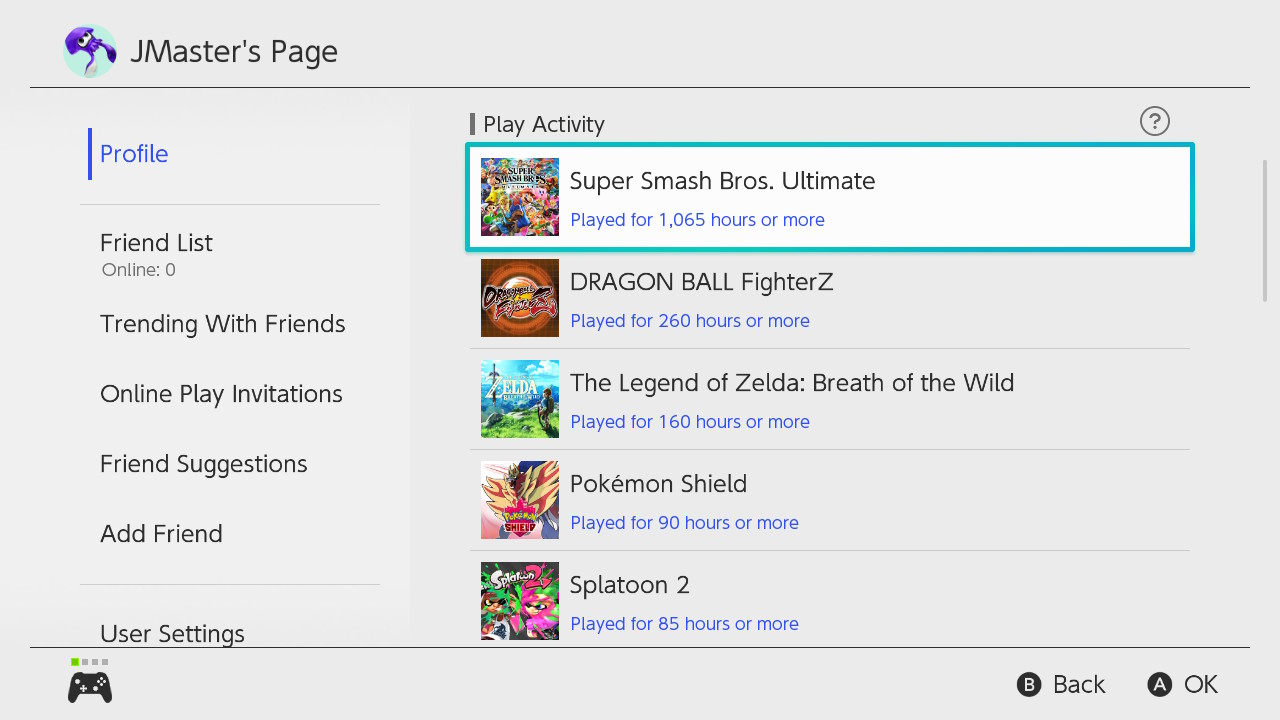 JMaster's Page
Profile
Friend List
Online: 0
Trending With Friends
Online Play Invitations
Friend Suggestions
Add Friend
User Settings
Play Activity
?
SUPER
SMASH BROS
ULTIMATE
Super Smash Bros. Ultimate
Played for 1,065 hours or more
DRAGONBALL
FIGHTERZ
DRAGON BALL FighterZ
Played for 260 hours or more
ZELDA
BREATH OF THE WILD
The Legend of Zelda: Breath of the Wild
Played for 160 hours or more
POKéMON
SHIELD
Pokémon Shield
Played for 90 hours or more
Splatoon 2
Splatoon 2
Played for 85 hours or more
B Back
A OK